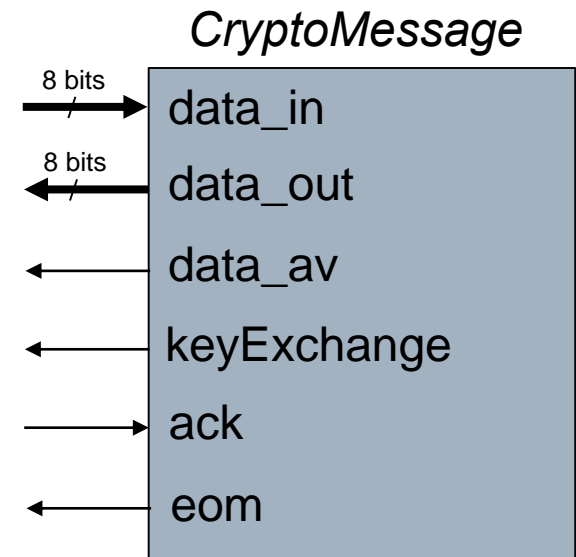 CryptoMessage
8 bits
data_in
8 bits
data_out
data_av
keyExchange
ack
eom